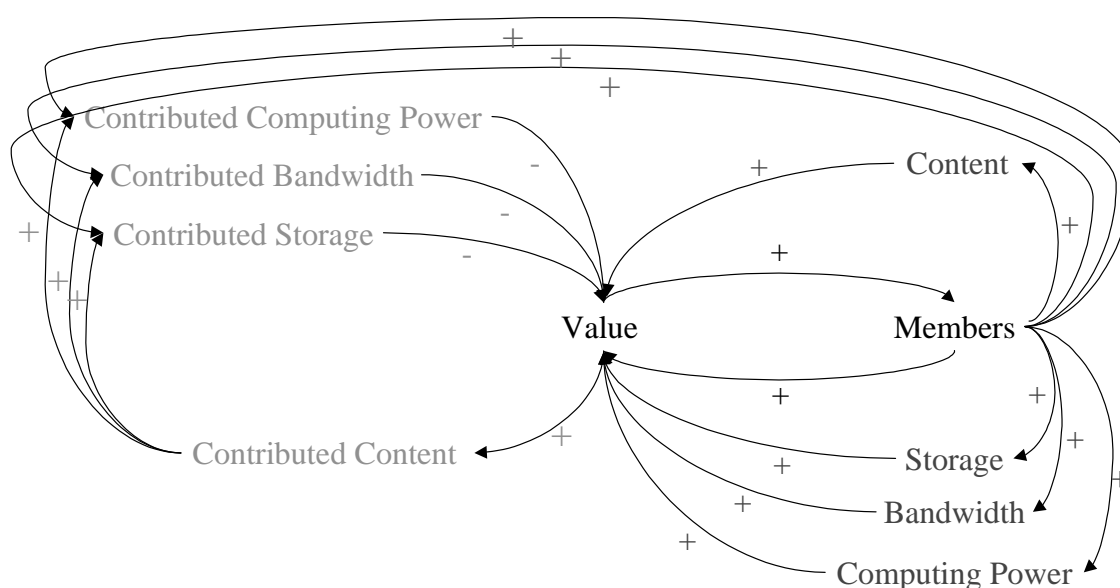 +
+
+
Contributed Computing Power
-
+
Content
Contributed Bandwidth
-
+
+
Contributed Storage
-
+
+
+
Value
Members
+
+
+
Contributed Content
+
+
Storage
+
+
Bandwidth
+
Computing Power